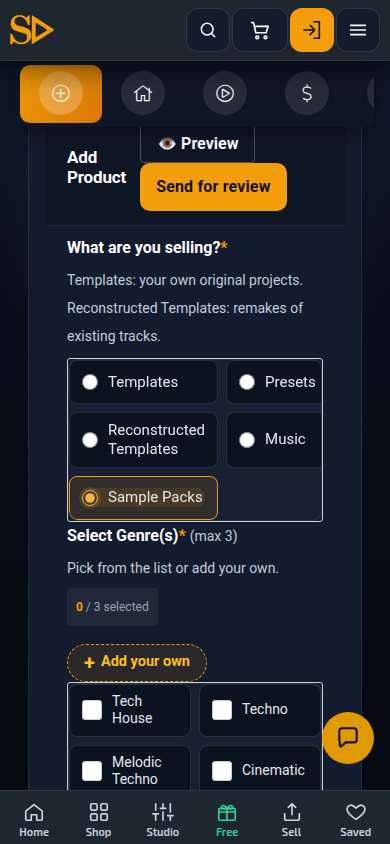 S
Add
Product
Preview
Send for review
What are you selling?*
Templates: your own original projects.
Reconstructed Templates: remakes of
existing tracks.
Templates
Presets
Reconstructed
Templates
Music
Sample Packs
Select Genre(s)* (max 3)
Pick from the list or add your own.
0 / 3 selected
+ Add your own
Tech
House
Techno
Melodic
Techno
Cinematic
Home
Shop
Studio
Free
Sell
Saved